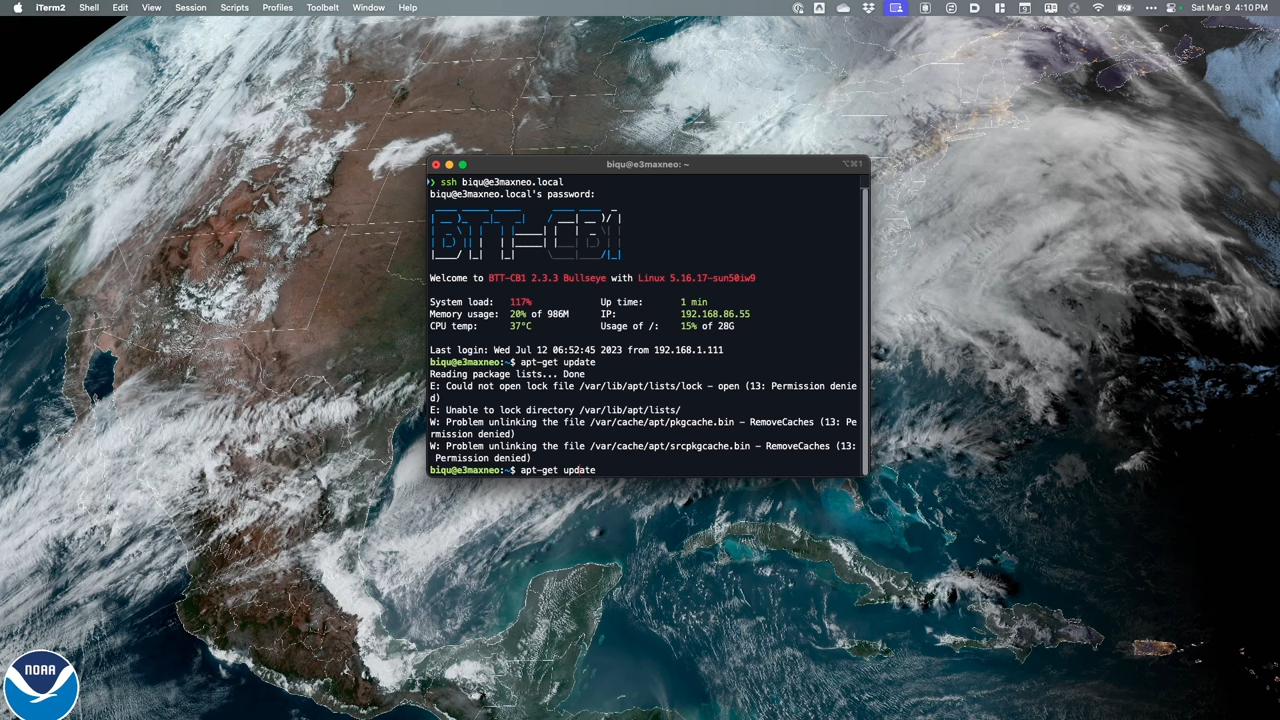 iTerm2 Shell Edit View Session Scripts Profiles Toolbelt Window Help Sat Mar 9 4:10 PM
biqu@e3maxneo: ~ ⌥⌘1
❯ ssh biqu@e3maxneo.local
biqu@e3maxneo.local's password:
BTT-CB1
Welcome to BTT-CB1 2.3.3 Bullseye with Linux 5.16.17-sun50iw9
System load: 117% Up time: 1 min
Memory usage: 20% of 986M IP: 192.168.86.55
CPU temp: 37°C Usage of /: 15% of 28G
Last login: Wed Jul 12 06:52:45 2023 from 192.168.1.111
biqu@e3maxneo:~$ apt-get update
Reading package lists... Done
E: Could not open lock file /var/lib/apt/lists/lock - open (13: Permission denie
d)
E: Unable to lock directory /var/lib/apt/lists/
W: Problem unlinking the file /var/cache/apt/pkgcache.bin - RemoveCaches (13: Pe
rmission denied)
W: Problem unlinking the file /var/cache/apt/srcpkgcache.bin - RemoveCaches (13:
 Permission denied)
biqu@e3maxneo:~$ apt-get update
NOAA